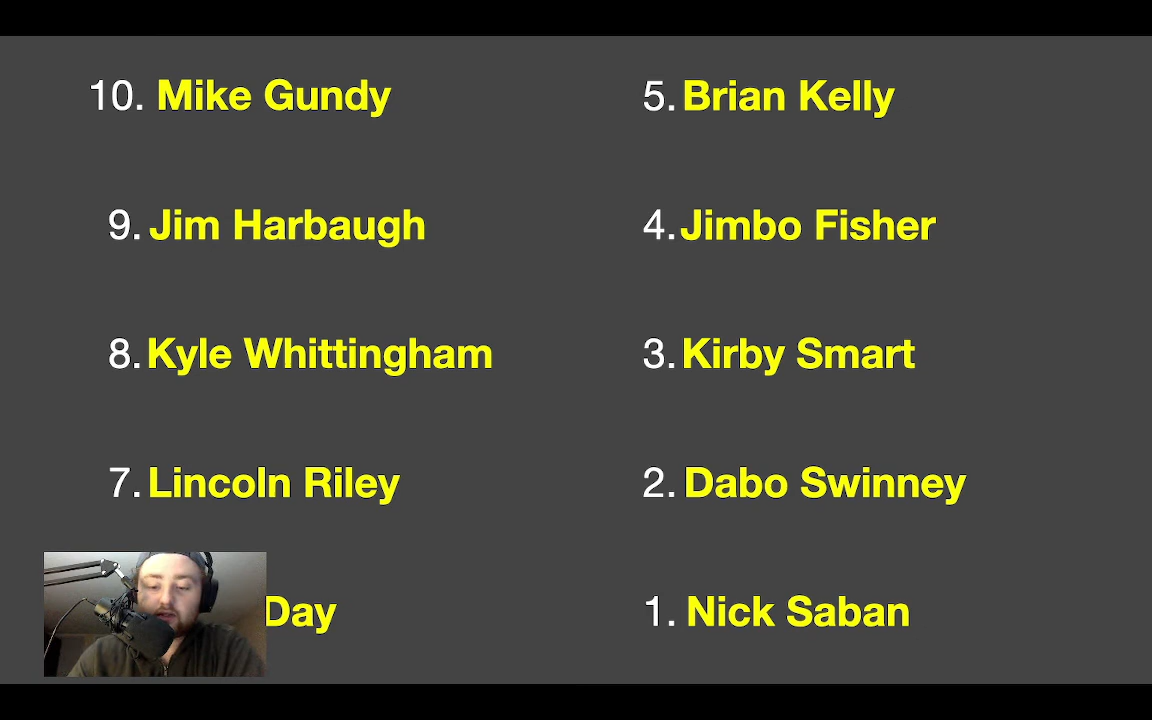 10. Mike Gundy
9. Jim Harbaugh
8. Kyle Whittingham
7. Lincoln Riley
Day
5. Brian Kelly
4. Jimbo Fisher
3. Kirby Smart
2. Dabo Swinney
1. Nick Saban